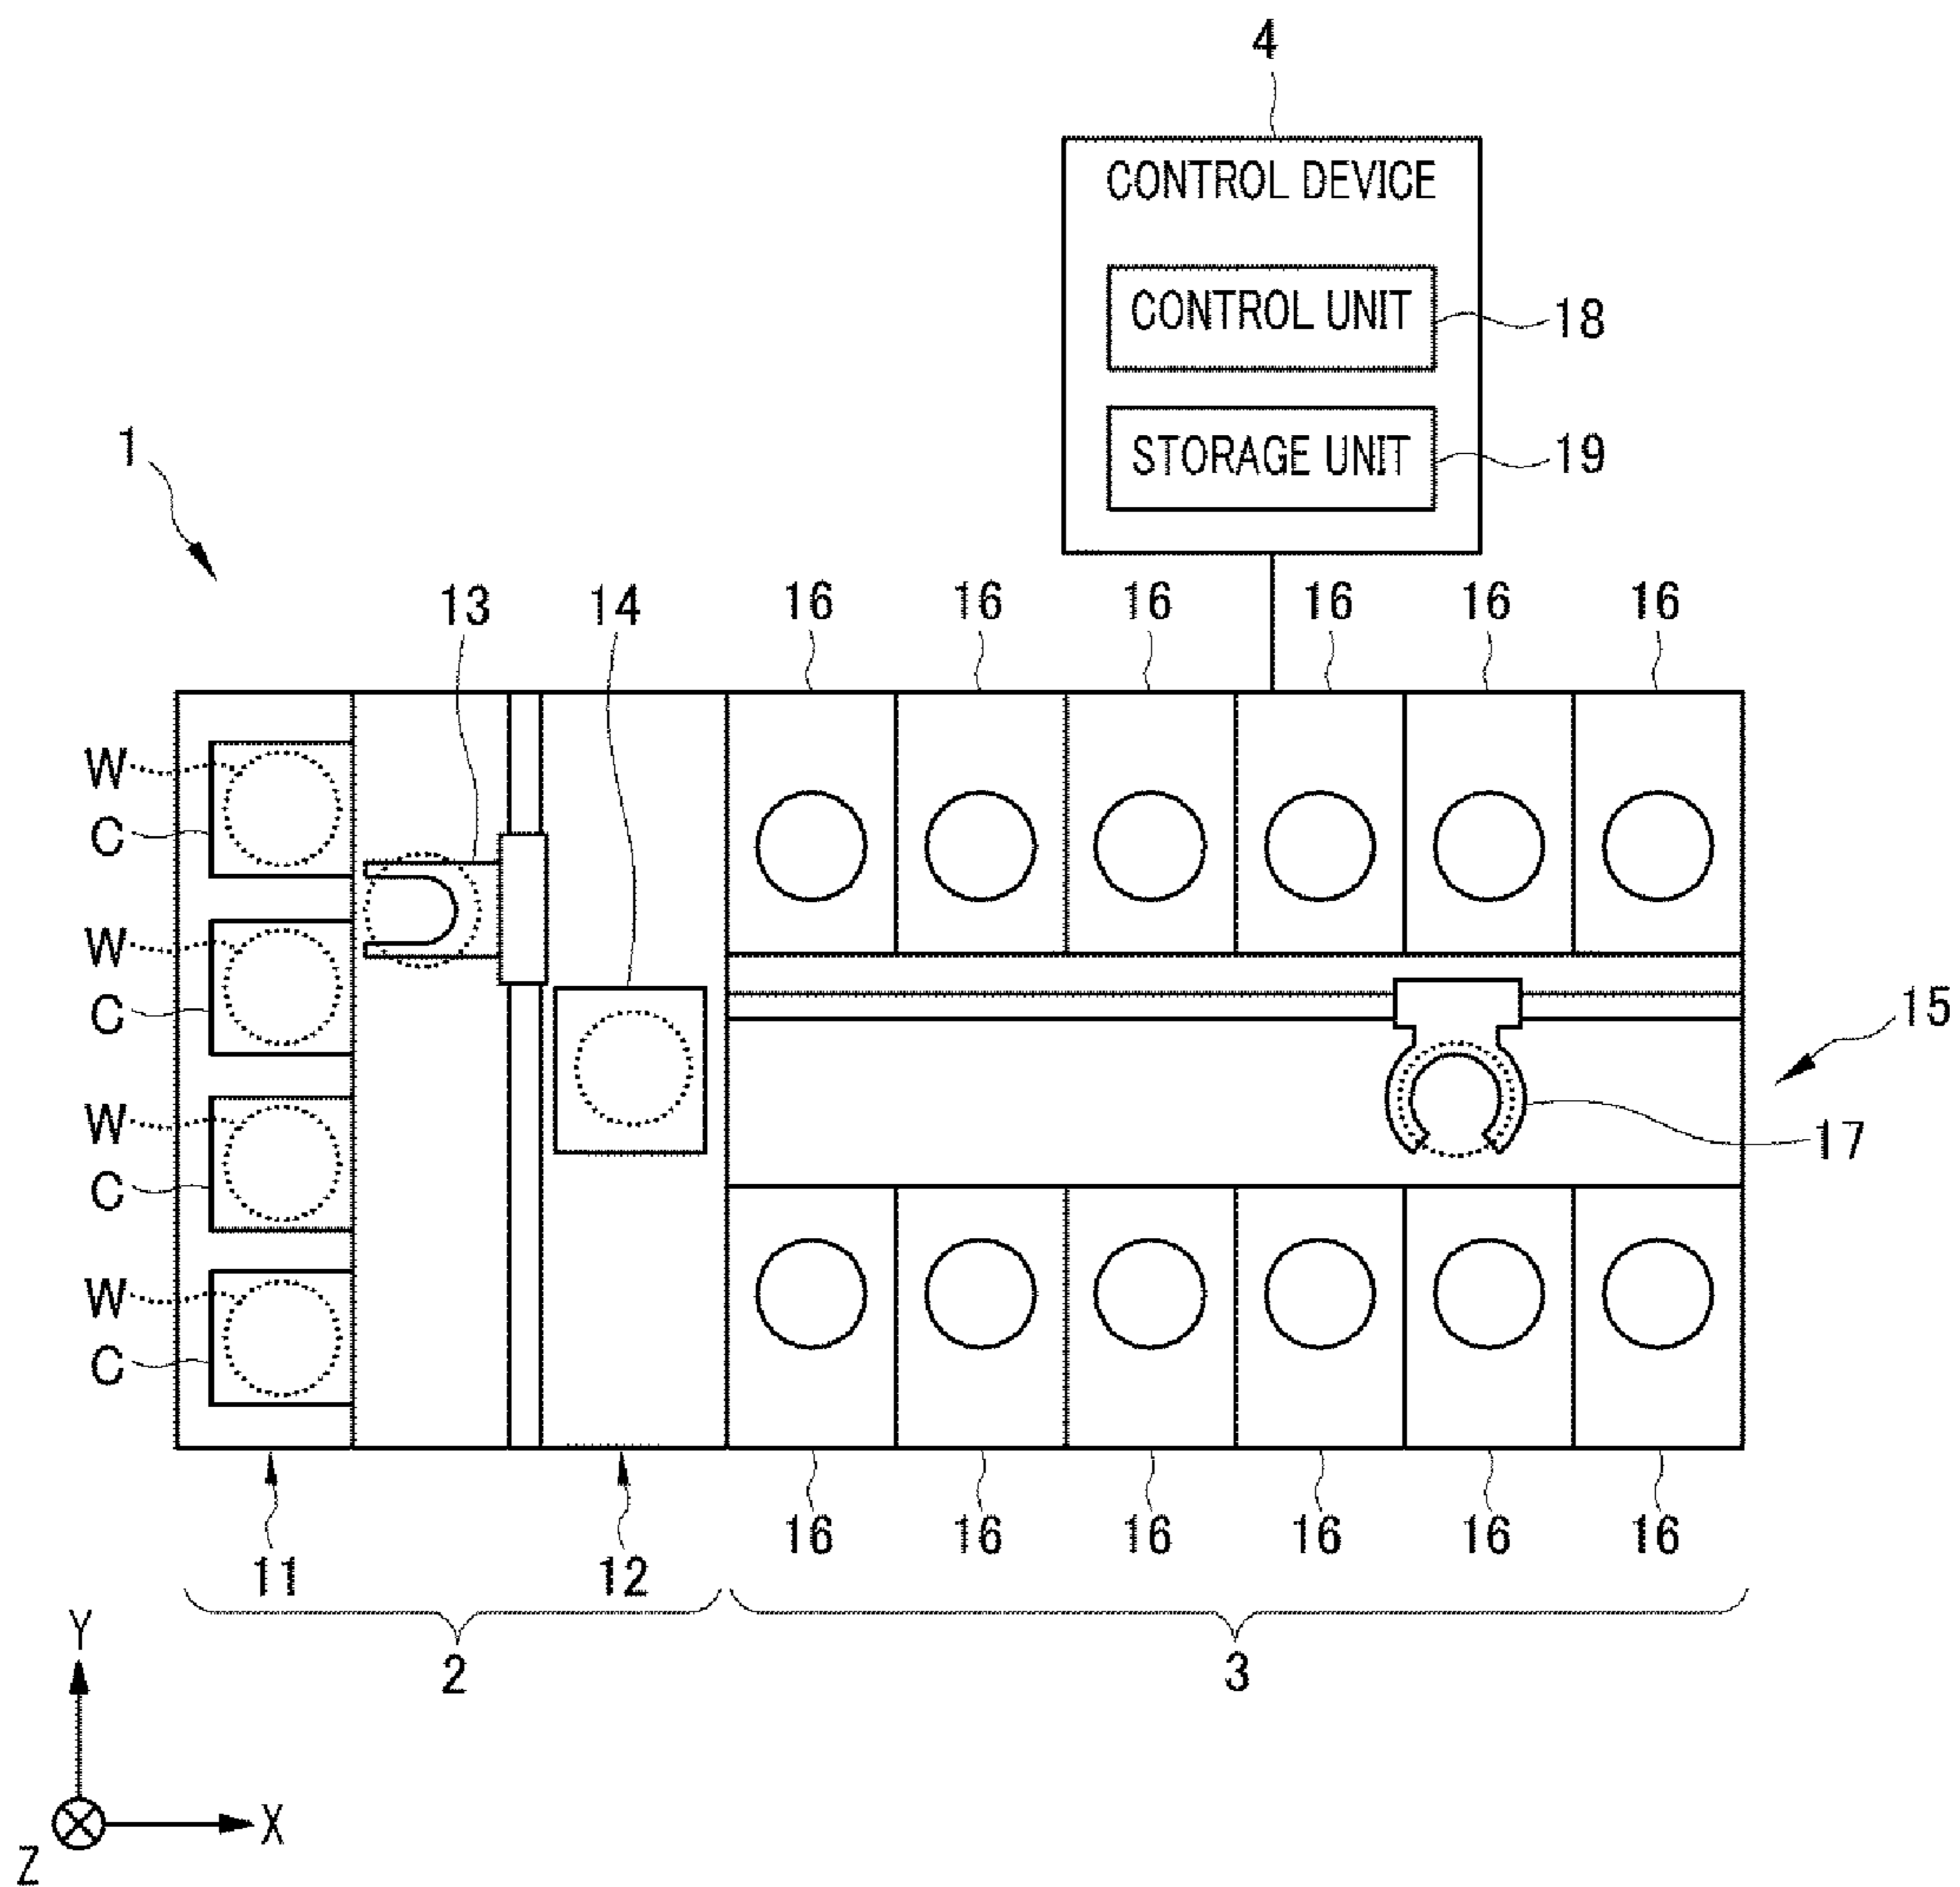 4
CONTROL DEVICE
CONTROL UNIT
18
STORAGE UNIT
19
1
13
14
16 16 16 16 16 16
W
C
W
C
W
C
W
C
15
17
16 16 16 16 16 16
11
12
2
3
Y
X
Z